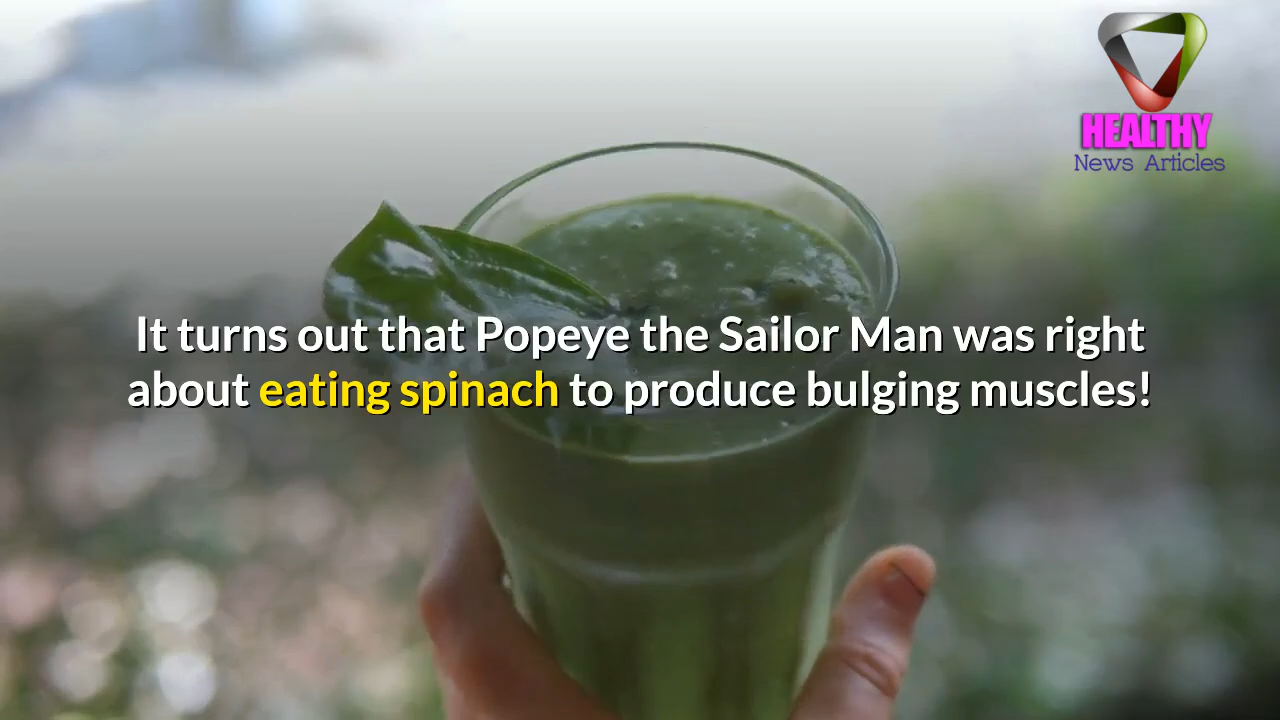 HEALTHY
News Articles
It turns out that Popeye the Sailor Man was right
about eating spinach to produce bulging muscles!